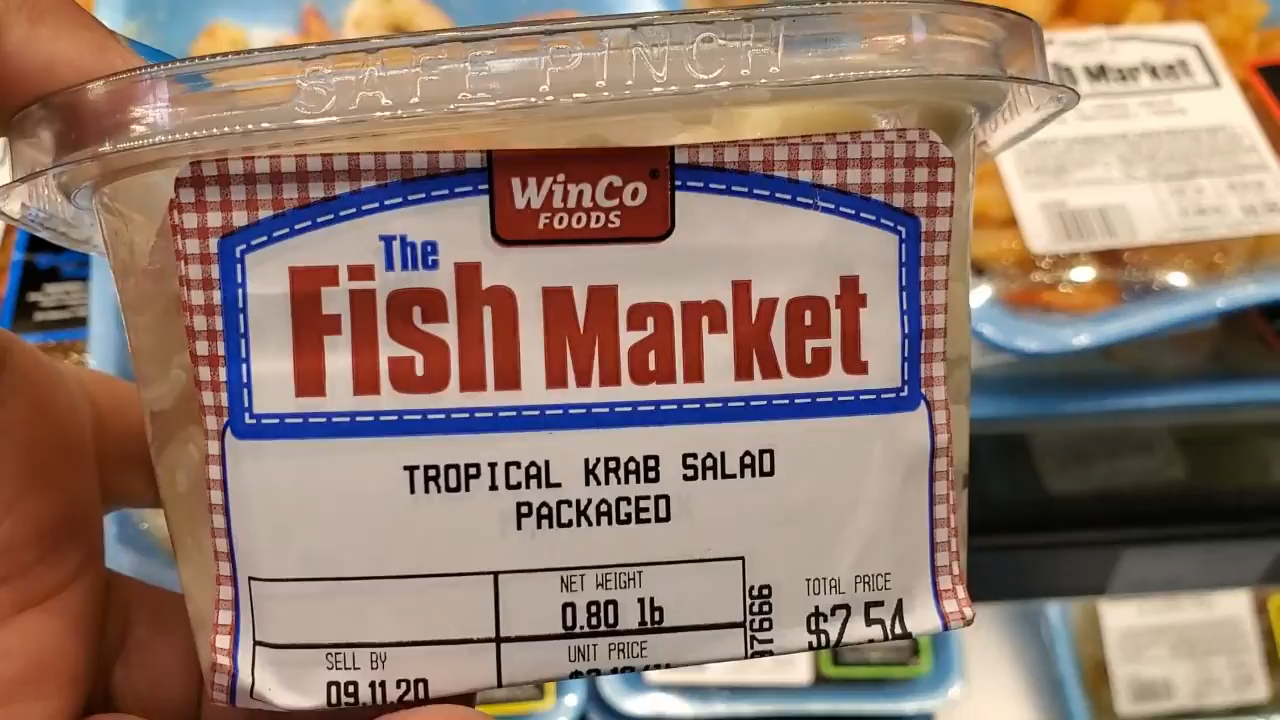 SAFE PINCH
WinCo®
FOODS
The
Fish Market
TROPICAL KRAB SALAD
PACKAGED
NET WEIGHT
0.80 lb
TOTAL PRICE
$2.54
SELL BY
09.11.20
UNIT PRICE
Market